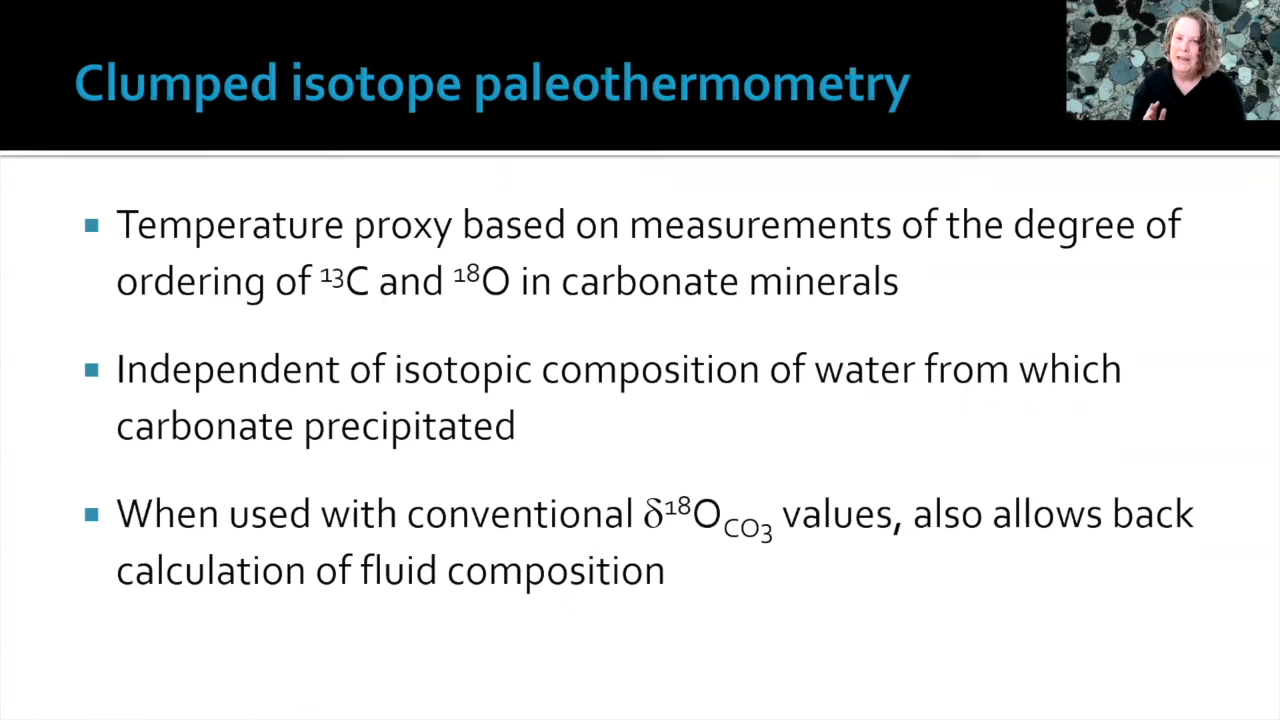 Clumped isotope paleothermometry
Temperature proxy based on measurements of the degree of
ordering of ¹³C and ¹⁸O in carbonate minerals
Independent of isotopic composition of water from which
carbonate precipitated
When used with conventional δ¹⁸O_CO3 values, also allows back
calculation of fluid composition